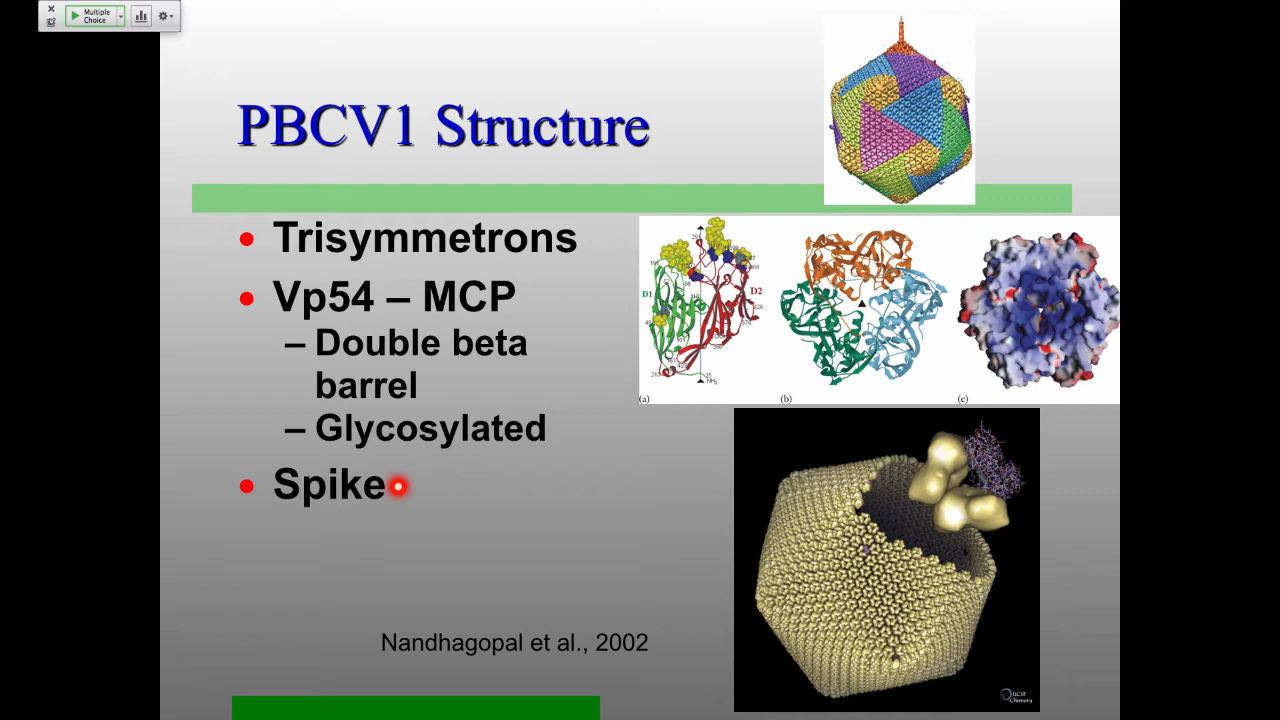 Multiple
Choice
PBCV1 Structure
Trisymmetrons
Vp54 – MCP
– Double beta
barrel
– Glycosylated
Spike
D1
D2
NH₂
(a)
(b)
(c)
Nandhagopal et al., 2002
UCSF
Chimera